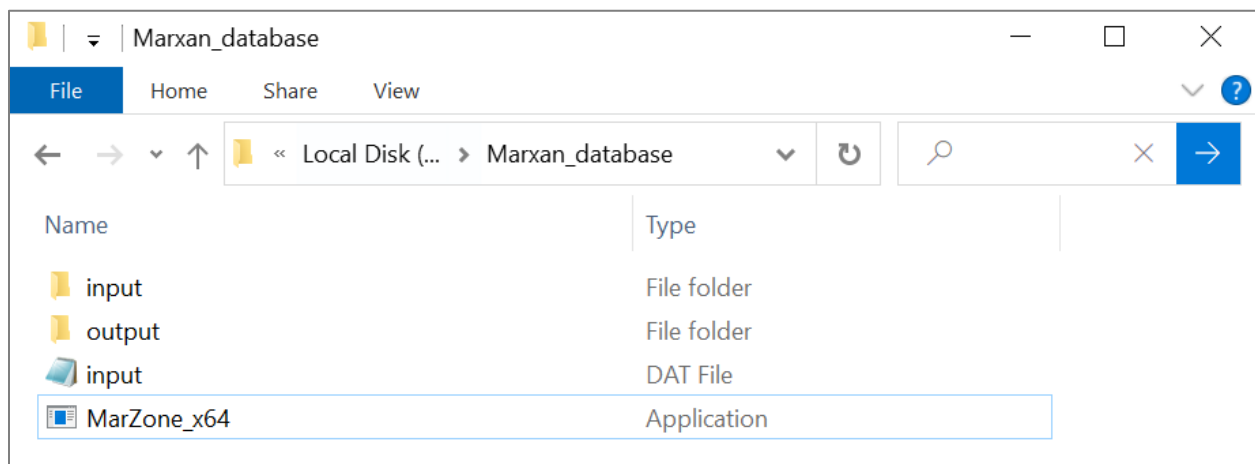 Marxan_database
File Home Share View ?
« Local Disk (... > Marxan_database
Name Type
input File folder
output File folder
input DAT File
MarZone_x64 Application